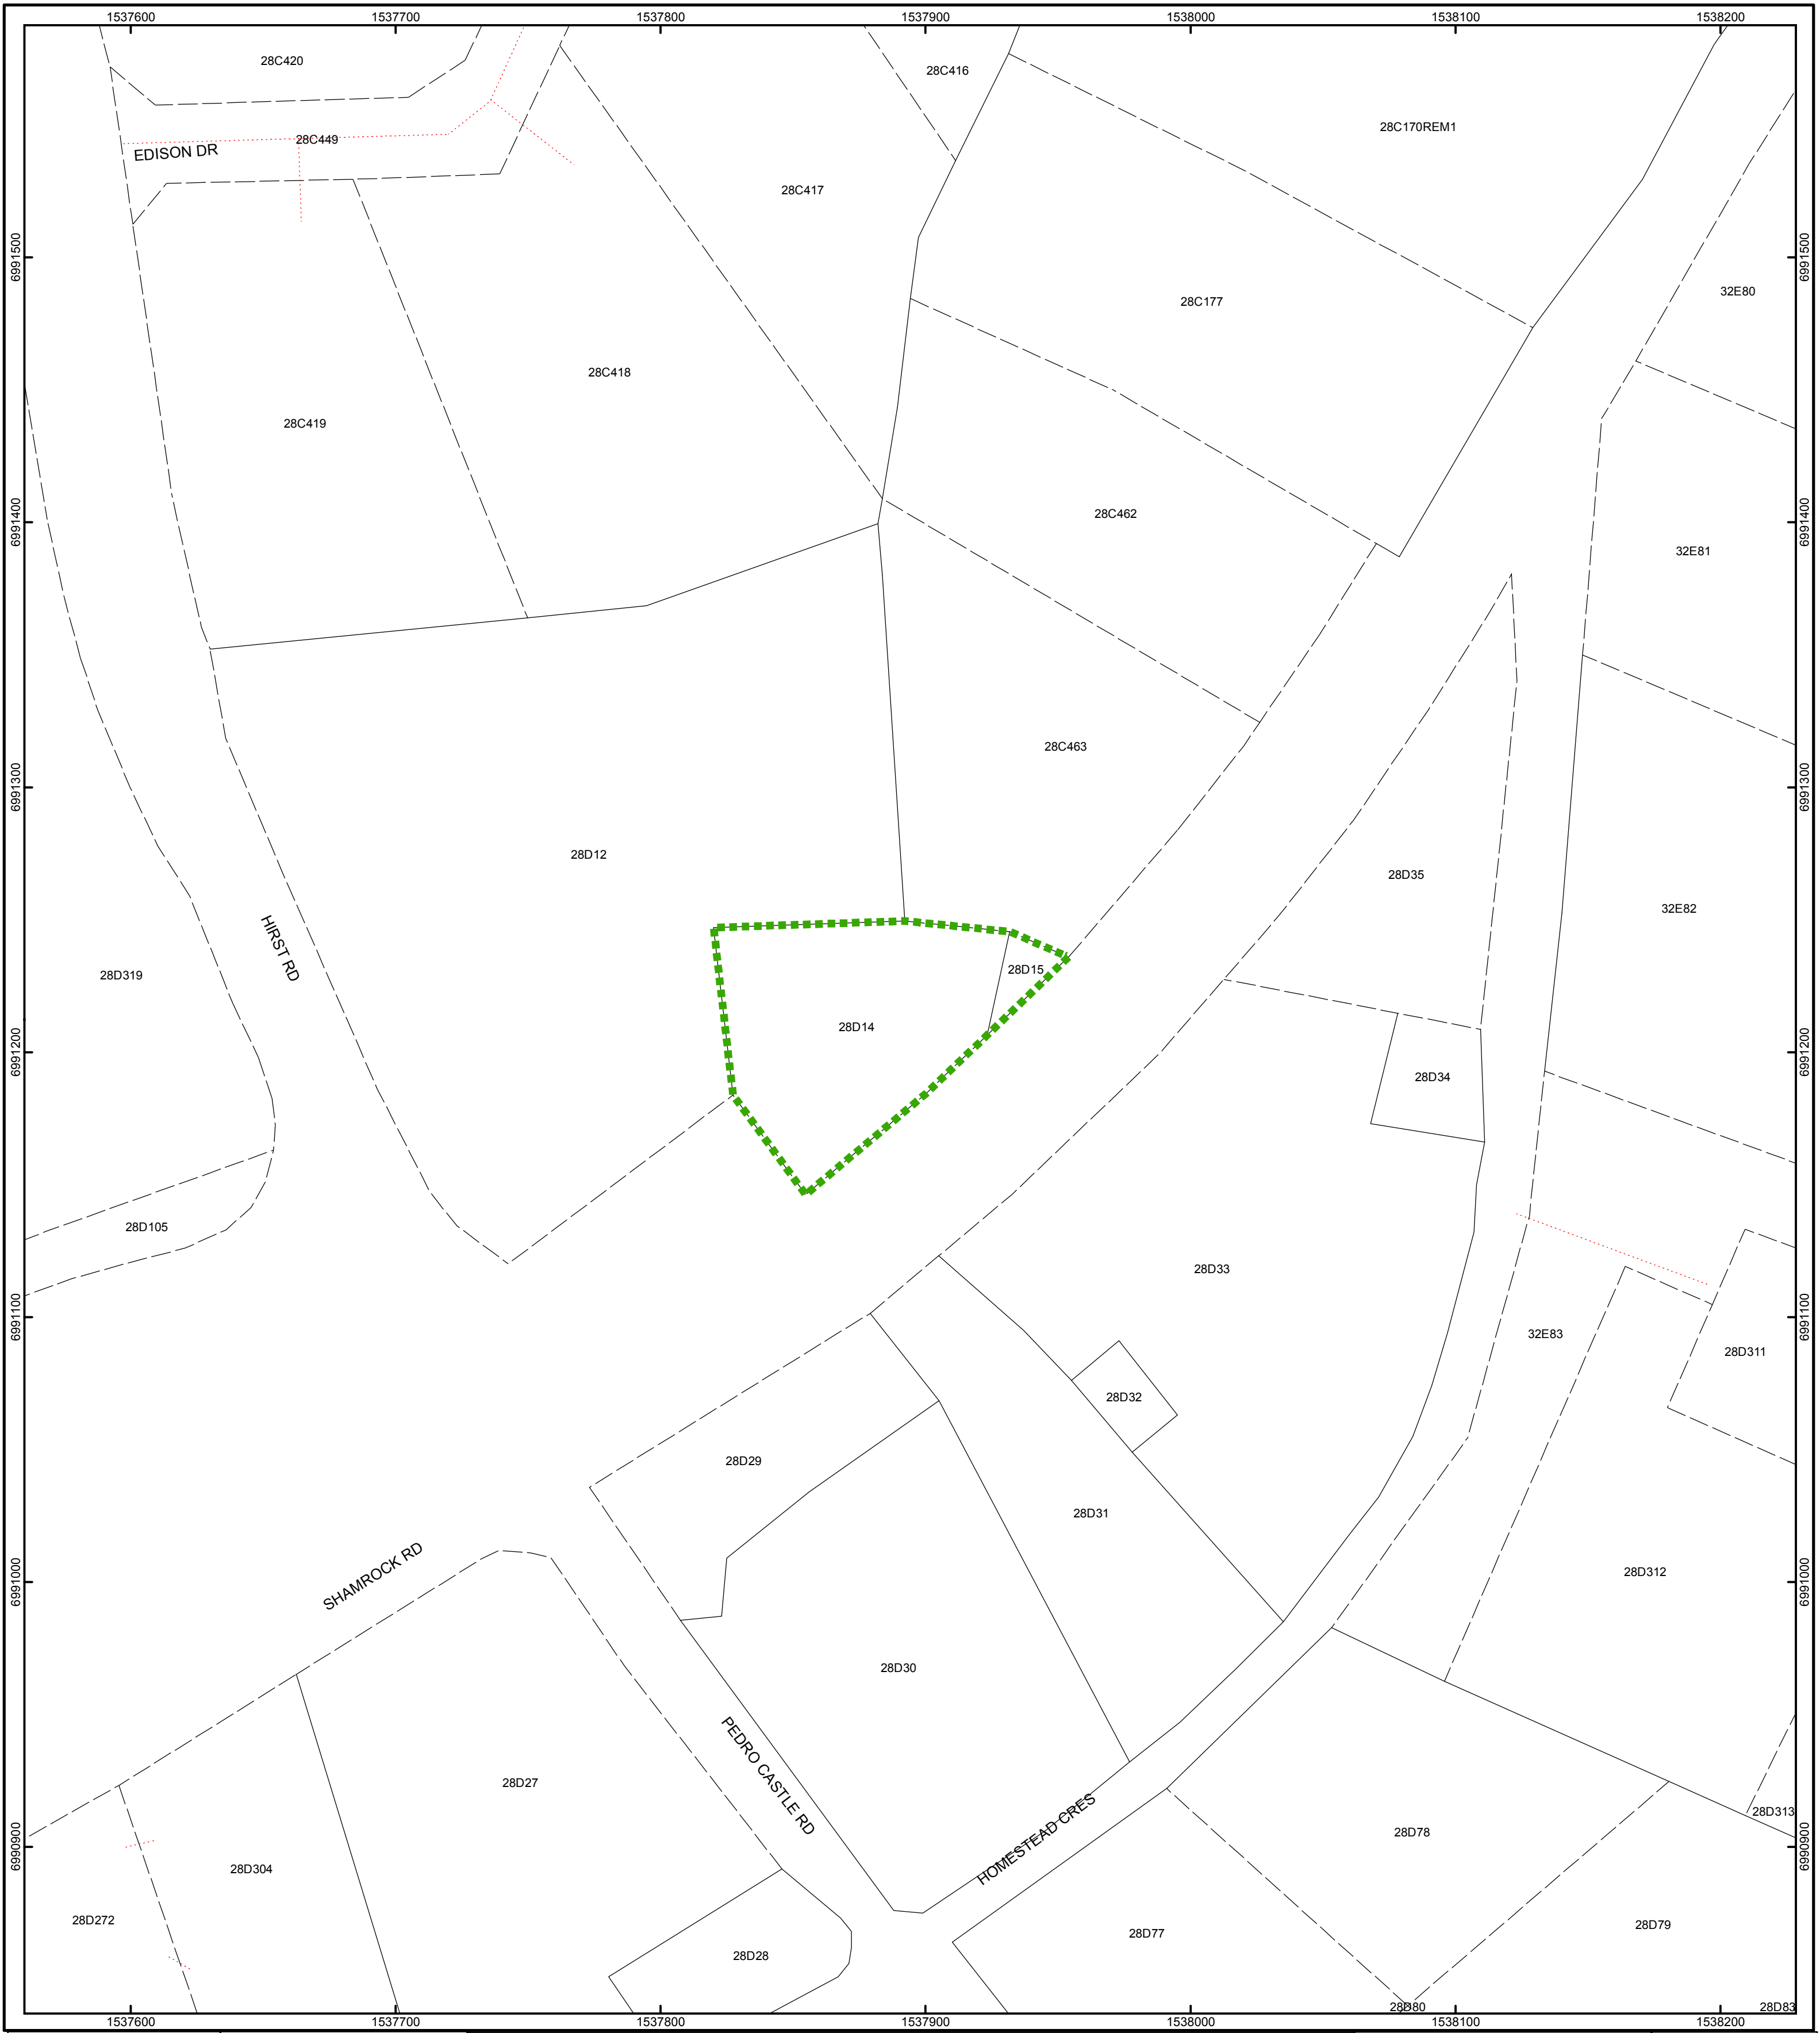 1537600 1537700 1537800 1537900 1538000 1538100 1538200
28C420
28C416
28C170REM1
28C449
EDISON DR
28C417
6991500 6991500
32E80
28C177
28C418
28C419
28C462
6991400 6991400
32E81
28C463
6991300 6991300
28D12
28D35
32E82
HIRST RD
28D319
28D15
28D14
6991200 6991200
28D34
28D105
28D33
6991100 6991100
32E83
28D311
28D32
28D29
28D31
SHAMROCK RD
6991000 6991000
28D312
28D30
PEDRO CASTLE RD
28D27
28D313
HOMESTEAD CRES
28D78
6990900 6990900
28D304
28D272
28D79
28D77
28D28
28D80
28D83
1537600 1537700 1537800 1537900 1538000 1538100 1538200